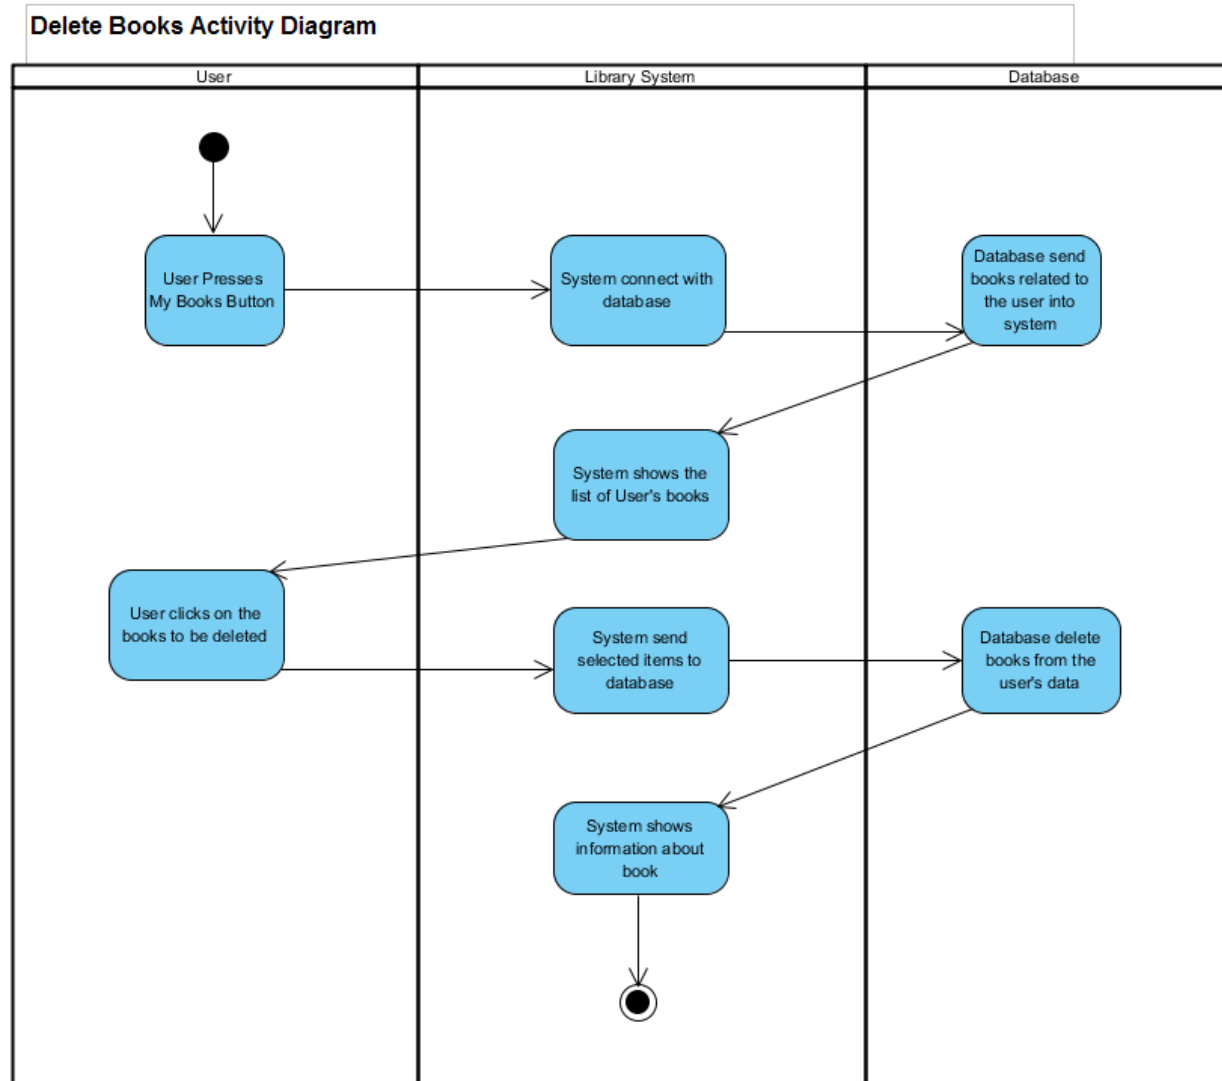 Delete Books Activity Diagram
User
Library System
Database
User Presses
My Books Button
System connect with
database
Database send
books related to
the user into
system
System shows the
list of User's books
User clicks on the
books to be deleted
System send
selected items to
database
Database delete
books from the
user's data
System shows
information about
book